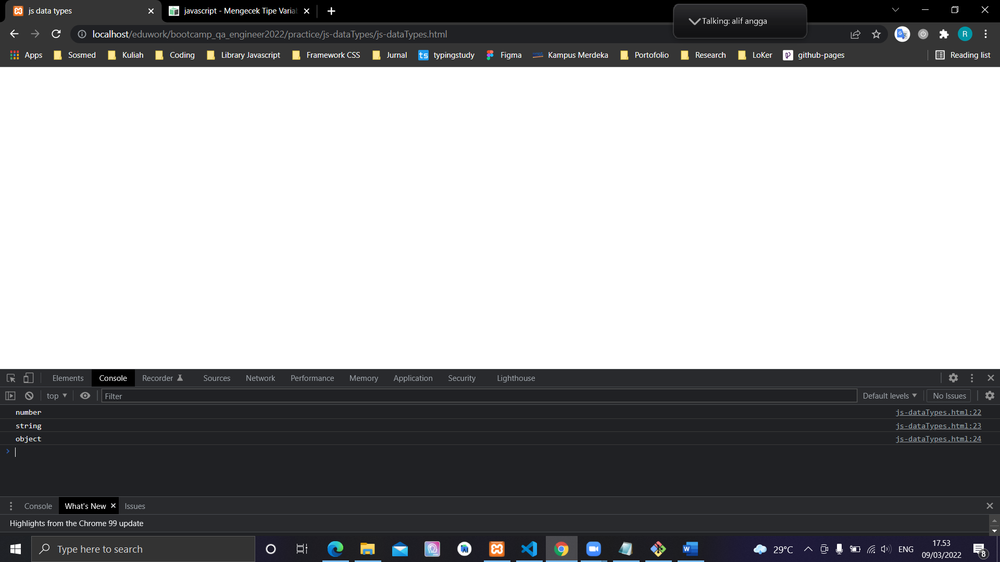 js data types
javascript - Mengecek Tipe Varia
Talking: alif angga
localhost/eduwork/bootcamp_qa_engineer2022/practice/js-dataTypes/js-dataTypes.html
R
Apps
Sosmed
Kuliah
Coding
Library Javascript
Framework CSS
Jurnal
ts typingstudy
Figma
Kampus Merdeka
Portofolio
Research
LoKer
github-pages
Reading list
Elements
Console
Recorder
Sources
Network
Performance
Memory
Application
Security
Lighthouse
top
Filter
Default levels
No Issues
number js-dataTypes.html:22
string js-dataTypes.html:23
object js-dataTypes.html:24
Console
What's New
Issues
Highlights from the Chrome 99 update
Type here to search
29°C
ENG
17.53
09/03/2022
8